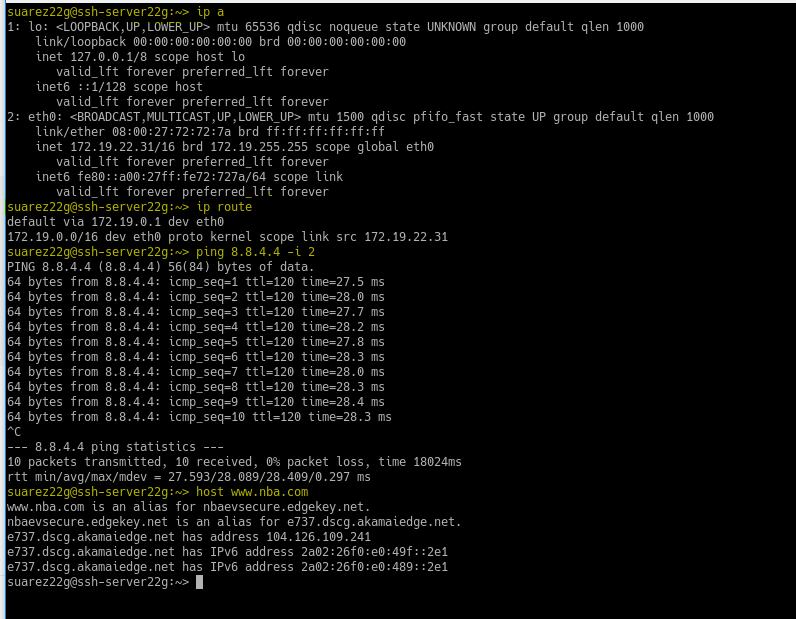 suarez22g@ssh-server22g:~> ip a
1: lo: <LOOPBACK,UP,LOWER_UP> mtu 65536 qdisc noqueue state UNKNOWN group default qlen 1000
    link/loopback 00:00:00:00:00:00 brd 00:00:00:00:00:00
    inet 127.0.0.1/8 scope host lo
       valid_lft forever preferred_lft forever
    inet6 ::1/128 scope host
       valid_lft forever preferred_lft forever
2: eth0: <BROADCAST,MULTICAST,UP,LOWER_UP> mtu 1500 qdisc pfifo_fast state UP group default qlen 1000
    link/ether 08:00:27:72:72:7a brd ff:ff:ff:ff:ff:ff
    inet 172.19.22.31/16 brd 172.19.255.255 scope global eth0
       valid_lft forever preferred_lft forever
    inet6 fe80::a00:27ff:fe72:727a/64 scope link
       valid_lft forever preferred_lft forever
suarez22g@ssh-server22g:~> ip route
default via 172.19.0.1 dev eth0
172.19.0.0/16 dev eth0 proto kernel scope link src 172.19.22.31
suarez22g@ssh-server22g:~> ping 8.8.4.4 -i 2
PING 8.8.4.4 (8.8.4.4) 56(84) bytes of data.
64 bytes from 8.8.4.4: icmp_seq=1 ttl=120 time=27.5 ms
64 bytes from 8.8.4.4: icmp_seq=2 ttl=120 time=28.0 ms
64 bytes from 8.8.4.4: icmp_seq=3 ttl=120 time=27.7 ms
64 bytes from 8.8.4.4: icmp_seq=4 ttl=120 time=28.2 ms
64 bytes from 8.8.4.4: icmp_seq=5 ttl=120 time=27.8 ms
64 bytes from 8.8.4.4: icmp_seq=6 ttl=120 time=28.3 ms
64 bytes from 8.8.4.4: icmp_seq=7 ttl=120 time=28.0 ms
64 bytes from 8.8.4.4: icmp_seq=8 ttl=120 time=28.3 ms
64 bytes from 8.8.4.4: icmp_seq=9 ttl=120 time=28.4 ms
64 bytes from 8.8.4.4: icmp_seq=10 ttl=120 time=28.3 ms
^C
--- 8.8.4.4 ping statistics ---
10 packets transmitted, 10 received, 0% packet loss, time 18024ms
rtt min/avg/max/mdev = 27.593/28.089/28.409/0.297 ms
suarez22g@ssh-server22g:~> host www.nba.com
www.nba.com is an alias for nbaevsecure.edgekey.net.
nbaevsecure.edgekey.net is an alias for e737.dscg.akamaiedge.net.
e737.dscg.akamaiedge.net has address 104.126.109.241
e737.dscg.akamaiedge.net has IPv6 address 2a02:26f0:e0:49f::2e1
e737.dscg.akamaiedge.net has IPv6 address 2a02:26f0:e0:489::2e1
suarez22g@ssh-server22g:~>